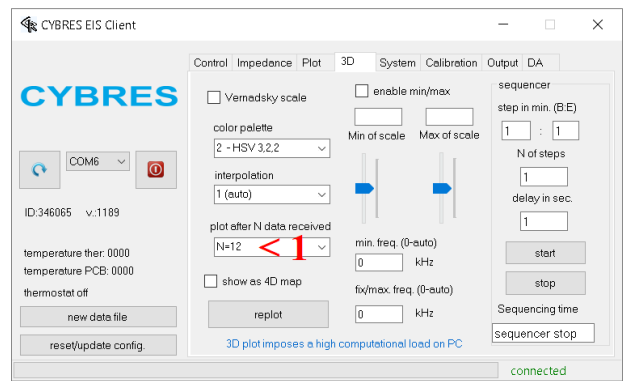 CYBRES EIS Client
Control Impedance Plot 3D System Calibration Output DA
CYBRES
COM6
ID:346065 v.:1189
temperature ther: 0000
temperature PCB: 0000
thermostat off
new data file
reset/update config.
Vernadsky scale
color palette
2 - HSV 3,2,2
interpolation
1 (auto)
plot after N data received
N=12 < 1
show as 4D map
replot
enable min/max
Min of scale Max of scale
min. freq. (0-auto)
0 kHz
fix/max. freq. (0-auto)
0 kHz
3D plot imposes a high computational load on PC
sequencer
step in min. (B:E)
1 : 1
N of steps
1
delay in sec.
1
start
stop
Sequencing time
sequencer stop
connected